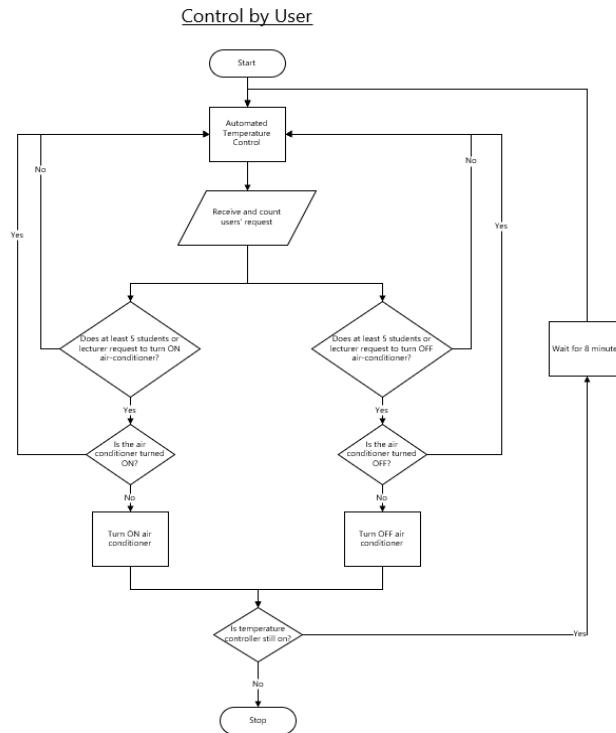 Control by User
Start
Automated
Temperature
Control
No
No
Receive and count
users' request
Yes
Yes
Does at least 5 students or
lecturer request to turn ON
air-conditioner?
Does at least 5 students or
lecturer request to turn OFF
air-conditioner?
Wait for 8 minute
Yes
Yes
Is the air
conditioner turned
ON?
Is the air
conditioner turned
OFF?
No
No
Turn ON air
conditioner
Turn OFF air
conditioner
Is temperature
controller still on?
Yes
No
Stop